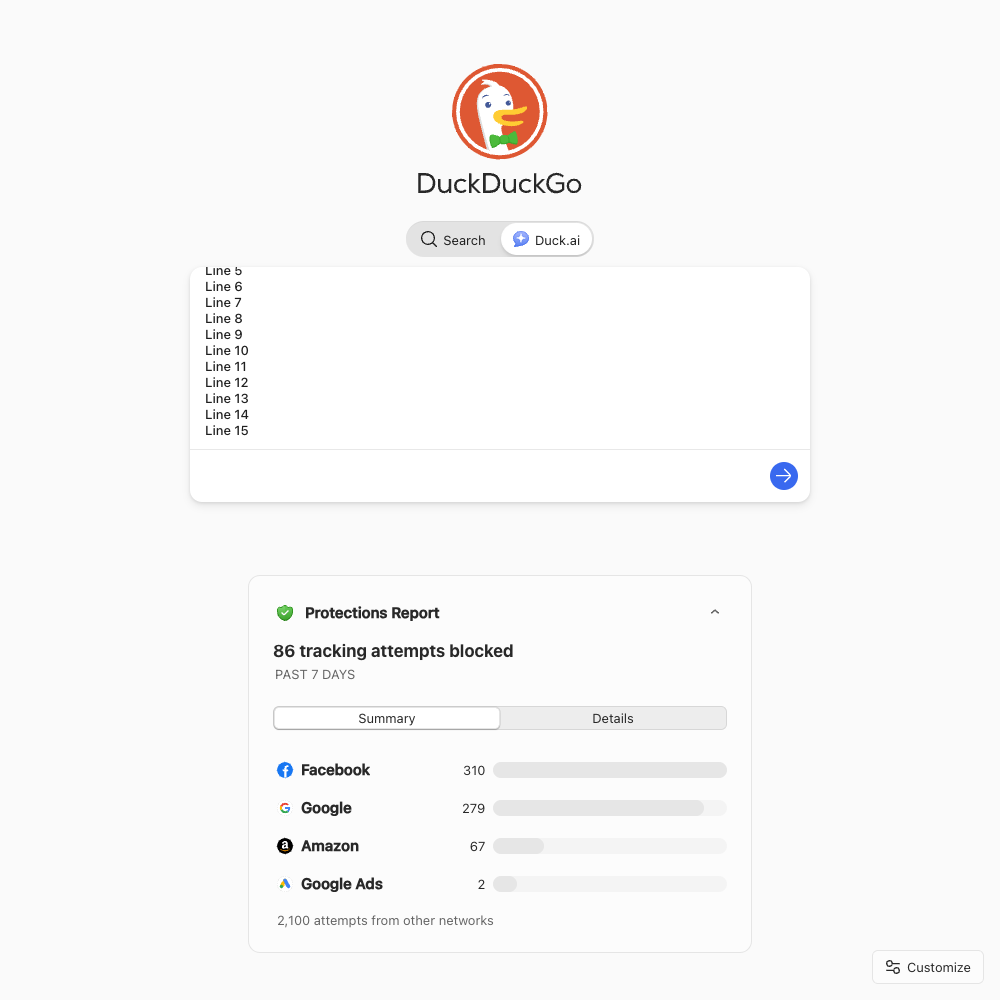 DuckDuckGo
Search
Duck.ai
Line 5
Line 6
Line 7
Line 8
Line 9
Line 10
Line 11
Line 12
Line 13
Line 14
Line 15
Protections Report
86 tracking attempts blocked
PAST 7 DAYS
Summary
Details
Facebook 310
Google 279
Amazon 67
Google Ads 2
2,100 attempts from other networks
Customize